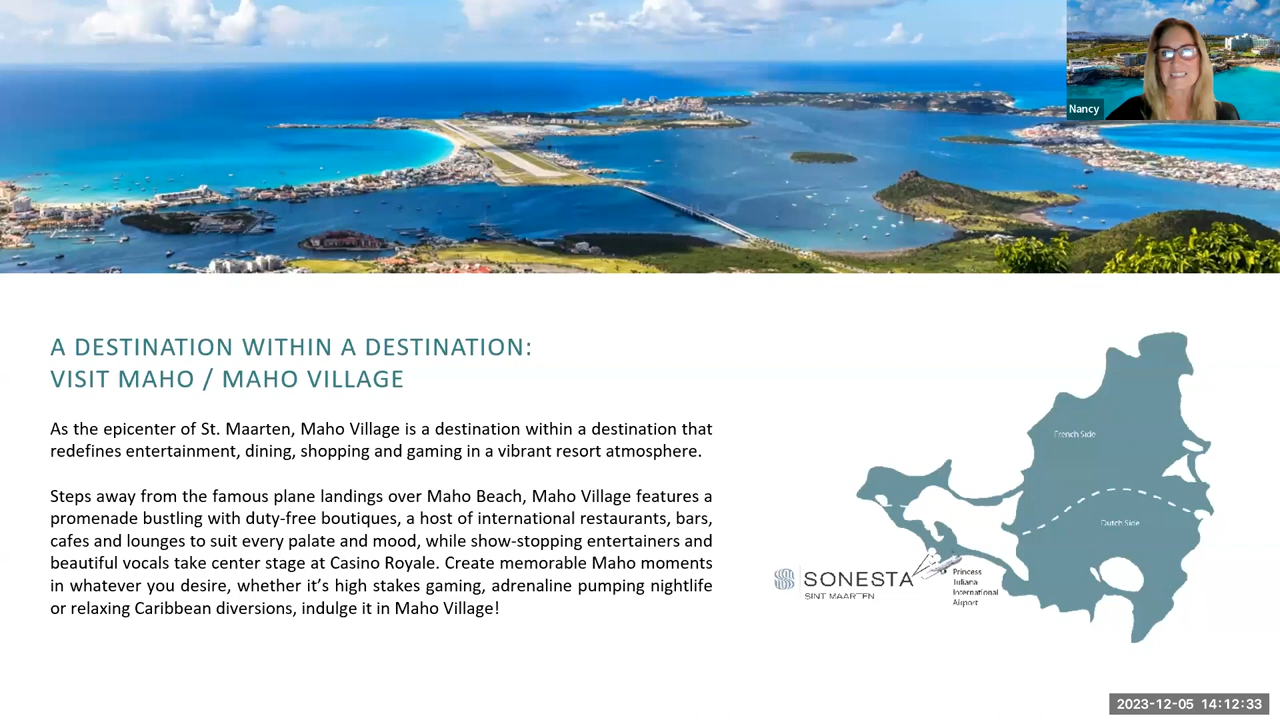 Nancy
A DESTINATION WITHIN A DESTINATION:
VISIT MAHO / MAHO VILLAGE
As the epicenter of St. Maarten, Maho Village is a destination within a destination that
redefines entertainment, dining, shopping and gaming in a vibrant resort atmosphere.
Steps away from the famous plane landings over Maho Beach, Maho Village features a
promenade bustling with duty-free boutiques, a host of international restaurants, bars,
cafes and lounges to suit every palate and mood, while show-stopping entertainers and
beautiful vocals take center stage at Casino Royale. Create memorable Maho moments
in whatever you desire, whether it’s high stakes gaming, adrenaline pumping nightlife
or relaxing Caribbean diversions, indulge it in Maho Village!
French Side
Dutch Side
SONESTA
SINT MAARTEN
Princess
Juliana
International
Airport
2023-12-05 14:12:33